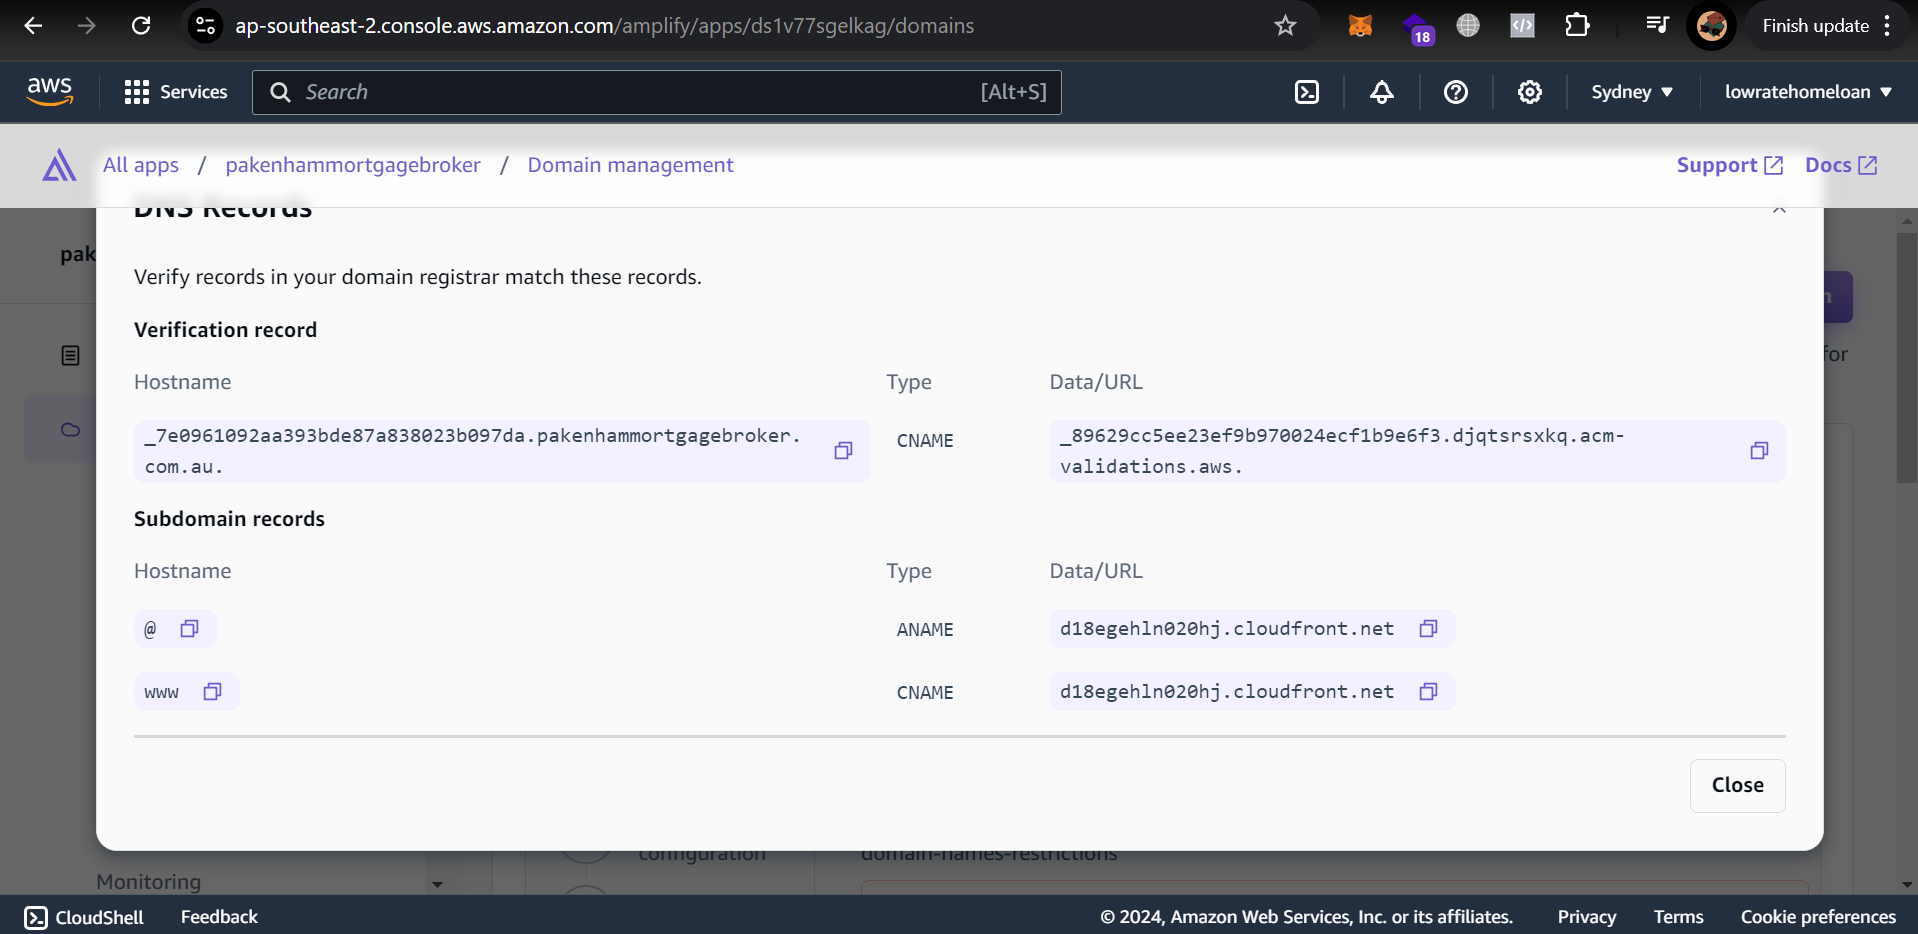 ap-southeast-2.console.aws.amazon.com/amplify/apps/ds1v77sgelkag/domains
18
Finish update
aws
Services
Search
[Alt+S]
Sydney
lowratehomeloan
All apps / pakenhammortgagebroker / Domain management
Support
Docs
DNS Records
pak
Verify records in your domain registrar match these records.
Verification record
for
Hostname
Type
Data/URL
_7e0961092aa393bde87a838023b097da.pakenhammortgagebroker.
com.au.
CNAME
_89629cc5ee23ef9b970024ecf1b9e6f3.djqtsrsxkq.acm-
validations.aws.
Subdomain records
Hostname
Type
Data/URL
@
ANAME
d18egehln020hj.cloudfront.net
www
CNAME
d18egehln020hj.cloudfront.net
Close
configuration
domain-names-restrictions
Monitoring
CloudShell
Feedback
© 2024, Amazon Web Services, Inc. or its affiliates.
Privacy
Terms
Cookie preferences